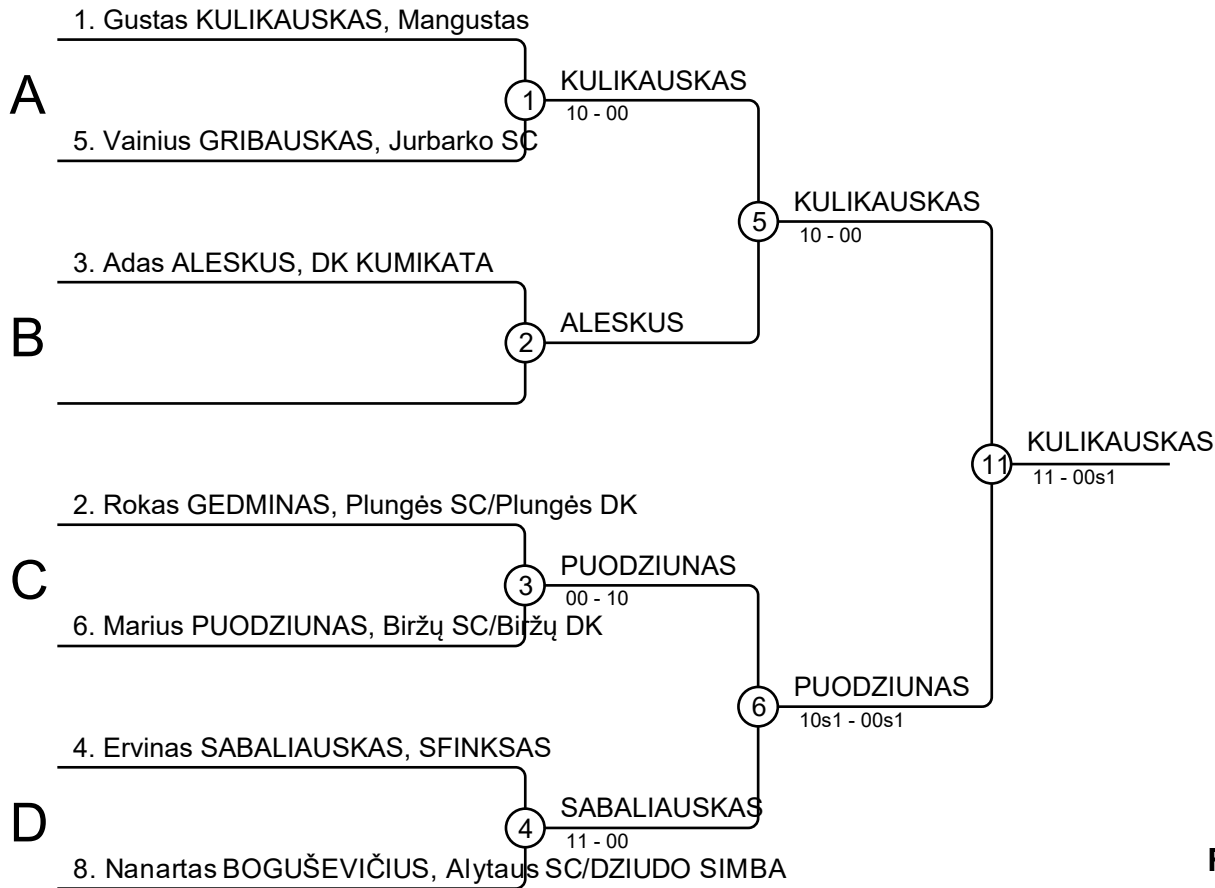 1. Gustas KULIKAUSKAS, Mangustas
A
1
KULIKAUSKAS
10 - 00
5. Vainius GRIBAUSKAS, Jurbarko SC
5
KULIKAUSKAS
10 - 00
3. Adas ALESKUS, DK KUMIKATA
B
2
ALESKUS
11
KULIKAUSKAS
11 - 00s1
2. Rokas GEDMINAS, Plungės SC/Plungės DK
C
3
PUODZIUNAS
00 - 10
6. Marius PUODZIUNAS, Biržų SC/Biržų DK
6
PUODZIUNAS
10s1 - 00s1
4. Ervinas SABALIAUSKAS, SFINKSAS
D
4
SABALIAUSKAS
11 - 00
8. Nanartas BOGUŠEVIČIUS, Alytaus SC/DZIUDO SIMBA